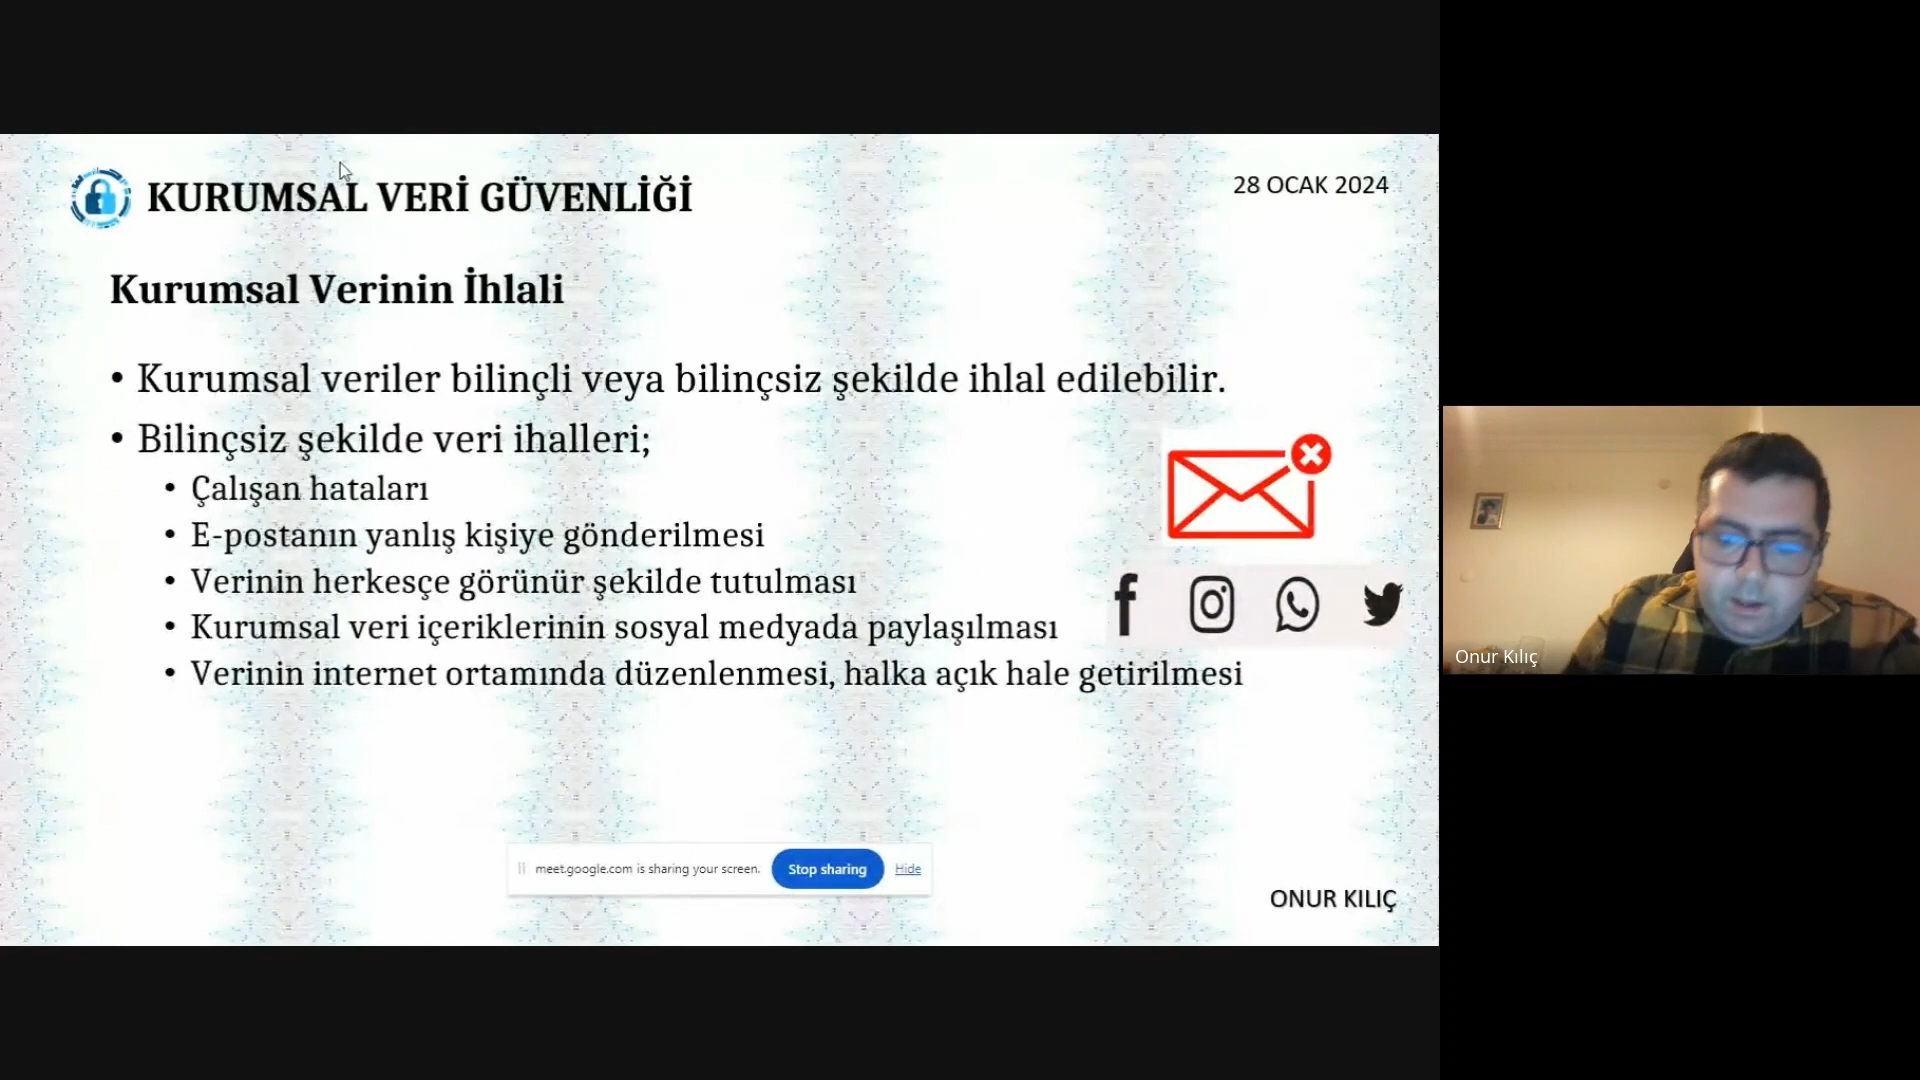 KURUMSAL VERİ GÜVENLİĞİ
28 OCAK 2024
Kurumsal Verinin İhlali
• Kurumsal veriler bilinçli veya bilinçsiz şekilde ihlal edilebilir.
• Bilinçsiz şekilde veri ihalleri;
• Çalışan hataları
• E-postanın yanlış kişiye gönderilmesi
• Verinin herkesçe görünür şekilde tutulması
• Kurumsal veri içeriklerinin sosyal medyada paylaşılması
• Verinin internet ortamında düzenlenmesi, halka açık hale getirilmesi
meet.google.com is sharing your screen. Stop sharing Hide
ONUR KILIÇ
Onur Kılıç